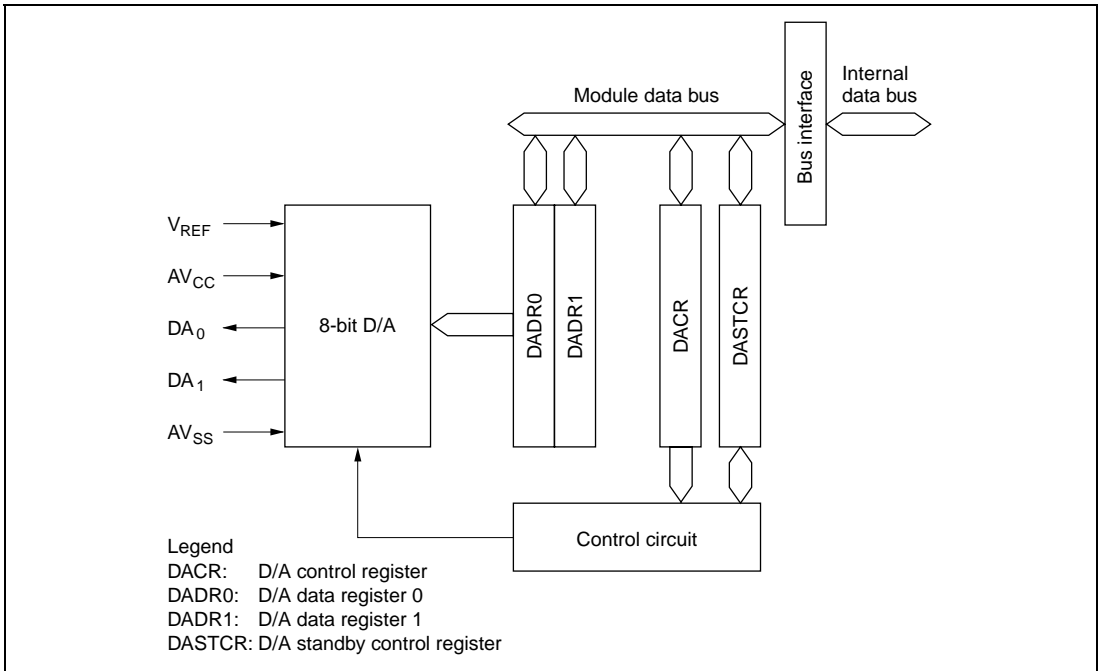 Module data bus
Internal
data bus
Bus interface
V_REF
AV_CC
DA_0
DA_1
AV_SS
8-bit D/A
DADR0
DADR1
DACR
DASTCR
Control circuit
Legend
DACR: D/A control register
DADR0: D/A data register 0
DADR1: D/A data register 1
DASTCR: D/A standby control register